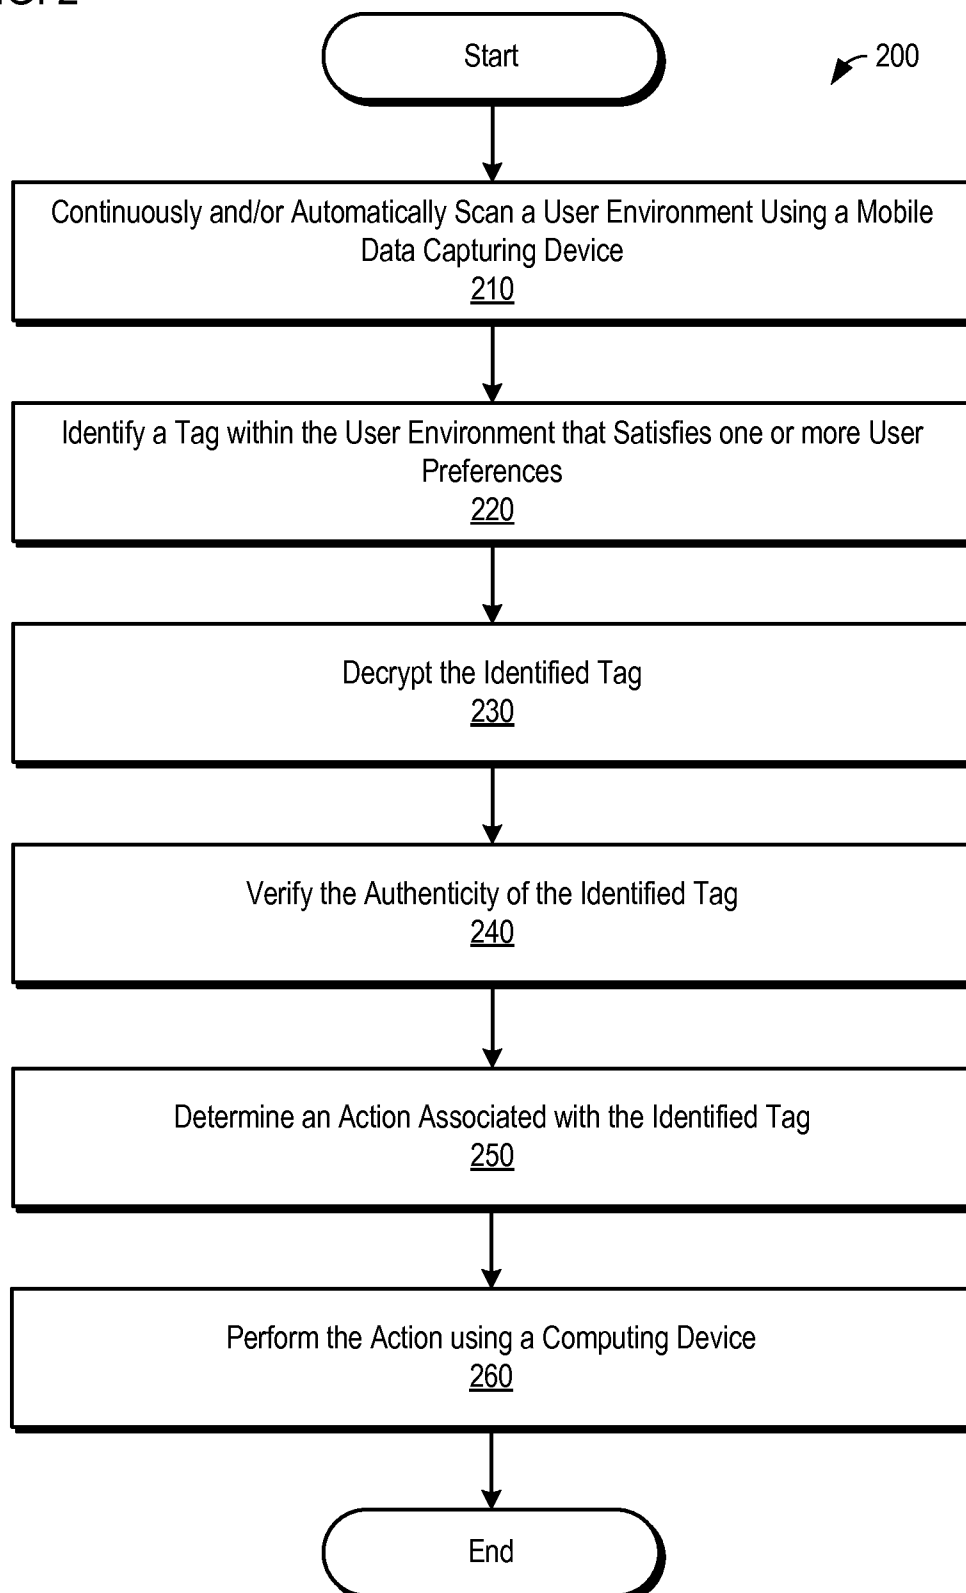 Start
200
Continuously and/or Automatically Scan a User Environment Using a Mobile
Data Capturing Device
210
Identify a Tag within the User Environment that Satisfies one or more User
Preferences
220
Decrypt the Identified Tag
230
Verify the Authenticity of the Identified Tag
240
Determine an Action Associated with the Identified Tag
250
Perform the Action using a Computing Device
260
End